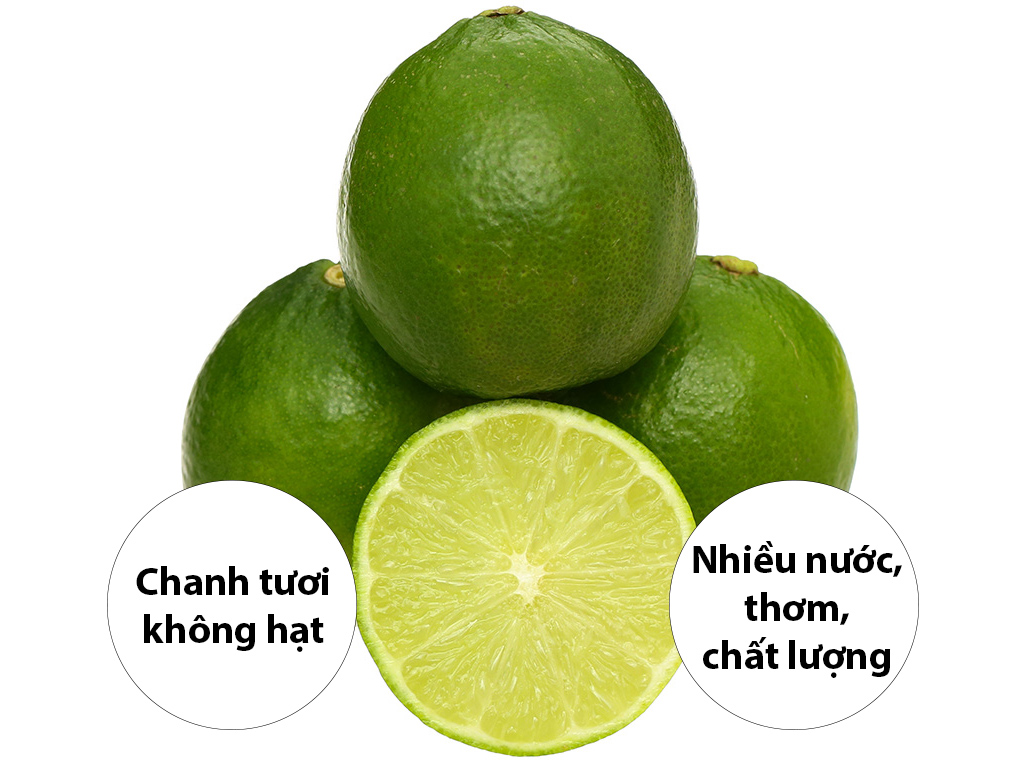 Chanh tươi
không hạt
Nhiều nước,
thơm,
chất lượng